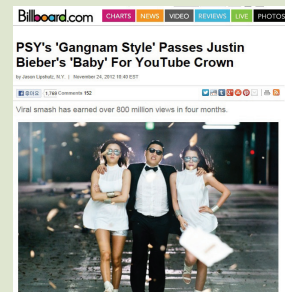 Billboard.com CHARTS NEWS VIDEO REVIEWS LIVE PHOTOS
PSY's 'Gangnam Style' Passes Justin
Bieber's 'Baby' For YouTube Crown
by Jason Lipshutz, N.Y. | November 24, 2012 10:40 EST
Comments 152
Viral smash has earned over 800 million views in four months.